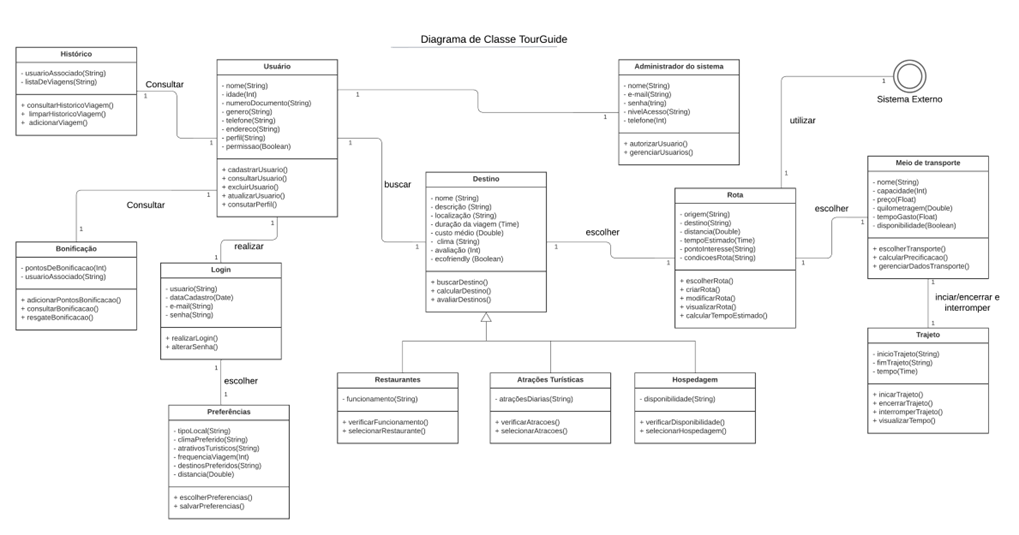 Diagrama de Classe TourGuide
Histórico
- usuarioAssociado(String)
- listaDeViagens(String)
+ consultarHistoricoViagem()
+ limparHistoricoViagem()
+ adicionarViagem()
Consultar
1
1
Usuário
- nome(String)
- idade(Int)
- numeroDocumento(String)
- genero(String)
- telefone(String)
- endereco(String)
- perfil(String)
- permissao(Boolean)
+ cadastrarUsuario()
+ consultarUsuario()
+ excluirUsuario()
+ atualizarUsuario()
+ consutarPerfil()
1
1
Administrador do sistema
- nome(String)
- e-mail(String)
- senha(tring)
- nivelAcesso(String)
- telefone(Int)
+ autorizarUsuario()
+ gerenciarUsuarios()
1
Sistema Externo
utilizar
1
Consultar
1
1
Bonificação
- pontosDeBonificacao(Int)
- usuarioAssociado(String)
+ adicionarPontosBonificacao()
+ consultarBonificacao()
+ resgateBonificacao()
1
realizar
1
Login
- usuario(String)
- dataCadastro(Date)
- e-mail(String)
- senha(String)
+ realizarLogin()
+ alterarSenha()
1
escolher
1
Preferências
- tipoLocal(String)
- climaPreferido(String)
- atrativosTuristicos(String)
- frequenciaViagem(Int)
- destinosPreferidos(String)
- distancia(Double)
+ escolherPreferencias()
+ salvarPreferencias()
1
buscar
1
Destino
- nome (String)
- descrição (String)
- localização (String)
- duração da viagem (Time)
- custo médio (Double)
- clima (String)
- avaliação (Int)
- ecofriendly (Boolean)
+ buscarDestino()
+ calcularDestino()
+ avaliarDestinos()
1
escolher
1
Rota
- origem(String)
- destino(String)
- distancia(Double)
- tempoEstimado(Time)
- pontoInteresse(String)
- condicoesRota(String)
+ escolherRota()
+ criarRota()
+ modificarRota()
+ visualizarRota()
+ calcularTempoEstimado()
1
escolher
1
Meio de transporte
- nome(String)
- capacidade(Int)
- preço(Float)
- quilometragem(Double)
- tempoGasto(Float)
- disponibilidade(Boolean)
+ escolherTransporte()
+ calcularPrecificacao()
+ gerenciarDadosTransporte()
1
inciar/encerrar e
interromper
1
Trajeto
- inicioTrajeto(String)
- fimTrajeto(String)
- tempo(Time)
+ inicarTrajeto()
+ encerrarTrajeto()
+ interromperTrajeto()
+ visualizarTempo()
Restaurantes
- funcionamento(String)
+ verificarFuncionamento()
+ selecionarRestaurante()
Atrações Turísticas
- atraçõesDiarias(String)
+ verificarAtracoes()
+ selecionarAtracoes()
Hospedagem
- disponibilidade(String)
+ verificarDisponibilidade()
+ selecionarHospedagem()